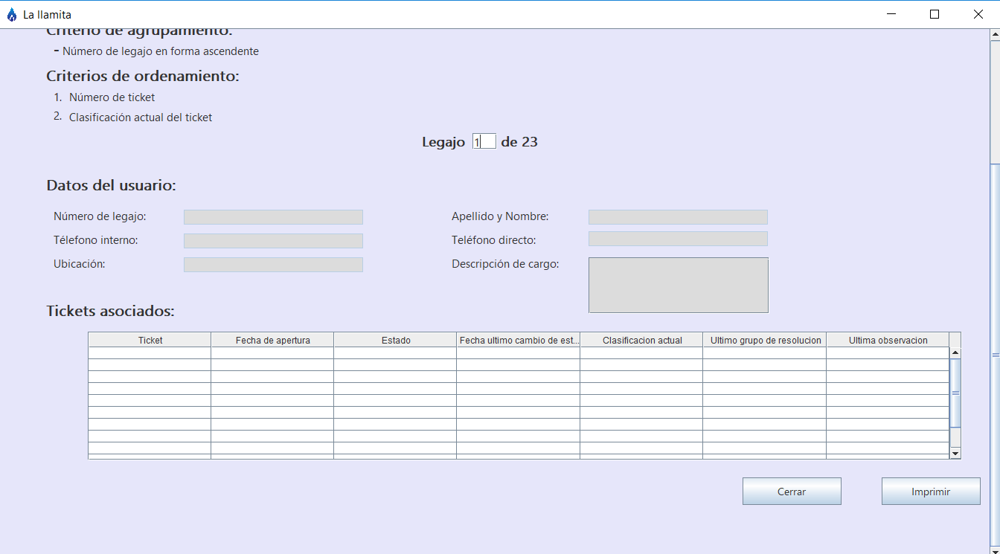 La llamita
Criterio de agrupamiento:
- Número de legajo en forma ascendente
Criterios de ordenamiento:
1. Número de ticket
2. Clasificación actual del ticket
Legajo 1 de 23
Datos del usuario:
Número de legajo: Apellido y Nombre:
Télefono interno: Teléfono directo:
Ubicación: Descripción de cargo:
Tickets asociados:
Ticket Fecha de apertura Estado Fecha ultimo cambio de est... Clasificacion actual Ultimo grupo de resolucion Ultima observacion
Cerrar Imprimir